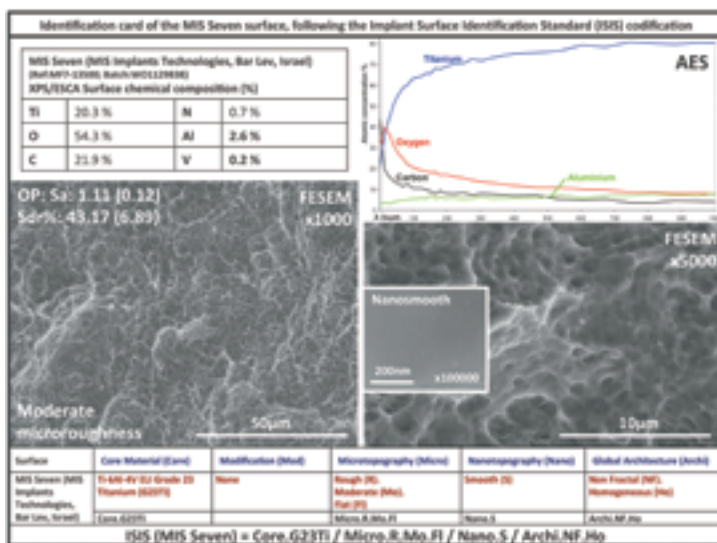 Identification card of the MIS Seven surface, following the Implant Surface Identification Standard (ISIS) codification
MIS Seven (MIS Implants Technologies, Bar Lev, Israel)
XPS/ESCA Surface chemical composition (%)
Ti 20.3 % N 0.7 %
O 54.3 % Al 2.6 %
C 21.9 % V 0.2 %
AES
Titanium
Oxygen
Carbon
Aluminium
OP: Sa: 1.11 (0.12)
Sdr%: 43.17 (6.89)
FESEM
x1000
Moderate
microroughness
50µm
FESEM
x5000
Nanosmooth
200nm
x100000
10µm
Surface Core Material (Core) Modification (Mod) Microtopography (Micro) Nanotopography (Nano) Global Architecture (Archi)
MIS Seven (MIS Implants Technologies, Bar Lev, Israel)
Ti-6Al-4V ELI Grade 23 Titanium (G23Ti)
None
Rough (R).
Moderate (Mo).
Flat (Fl)
Smooth (S)
Non Fractal (NF).
Homogeneous (Ho)
Core.G23Ti Micro.R.Mo.Fl Nano.S Archi.NF.Ho
ISIS (MIS Seven) = Core.G23Ti / Micro.R.Mo.Fl / Nano.S / Archi.NF.Ho